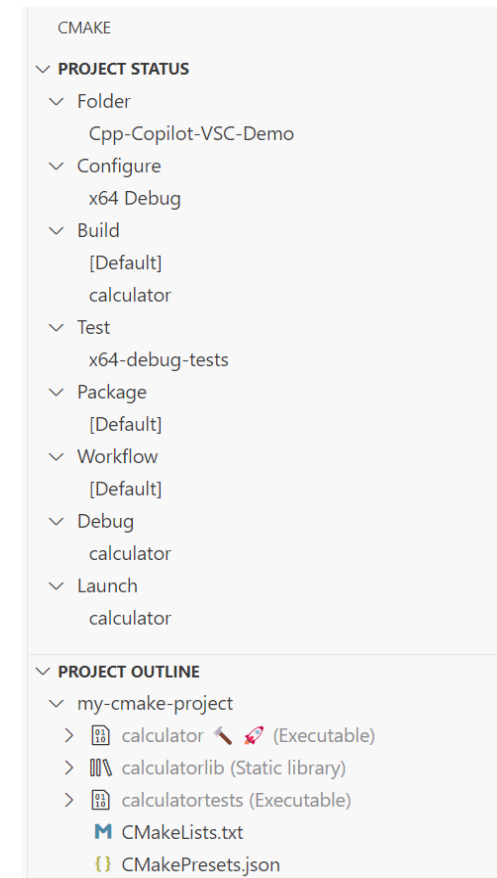 CMAKE
PROJECT STATUS
Folder
Cpp-Copilot-VSC-Demo
Configure
x64 Debug
Build
[Default]
calculator
Test
x64-debug-tests
Package
[Default]
Workflow
[Default]
Debug
calculator
Launch
calculator
PROJECT OUTLINE
my-cmake-project
calculator 🔨 🚀 (Executable)
calculatorlib (Static library)
calculatortests (Executable)
CMakeLists.txt
CMakePresets.json